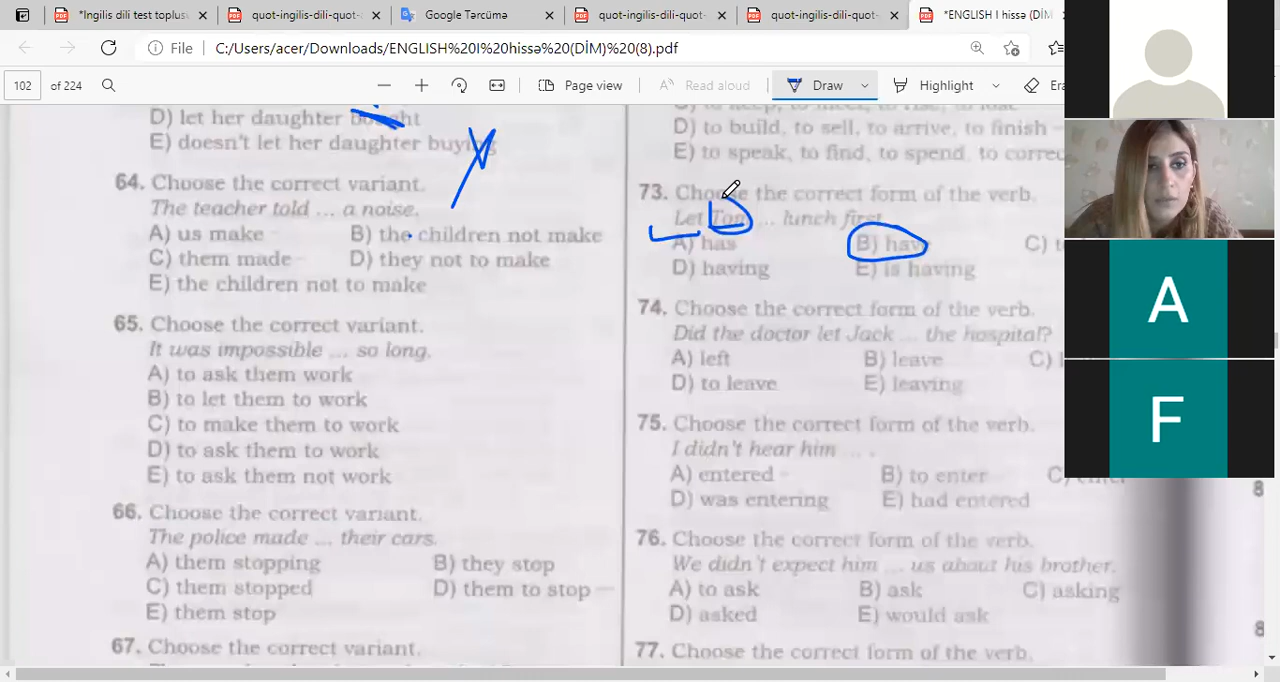 *Ingilis dili test toplusu
quot-ingilis-dili-quot-
Google Tərcümə
quot-ingilis-dili-quot-
quot-ingilis-dili-quot-
*ENGLISH I hissə (DİM)
File
C:/Users/acer/Downloads/ENGLISH%20I%20hissə%20(DİM)%20(8).pdf
102 of 224
Page view
Read aloud
Draw
Highlight
Era
D) let her daughter bought
E) doesn't let her daughter buying
64. Choose the correct variant.
The teacher told ... a noise.
A) us make
B) the children not make
C) them made
D) they not to make
E) the children not to make
65. Choose the correct variant.
It was impossible ... so long.
A) to ask them work
B) to let them to work
C) to make them to work
D) to ask them to work
E) to ask them not work
66. Choose the correct variant.
The police made ... their cars.
A) them stopping
B) they stop
C) them stopped
D) them to stop
E) them stop
67. Choose the correct variant.
D) to build, to sell, to arrive, to finish
E) to speak, to find, to spend, to correc
73. Choose the correct form of the verb.
Let Tom ... lunch first.
A) has
B) have
C) t
D) having
E) is having
74. Choose the correct form of the verb.
Did the doctor let Jack ... the hospital?
A) left
B) leave
C) l
D) to leave
E) leaving
75. Choose the correct form of the verb.
I didn't hear him ... .
A) entered
B) to enter
C) enter
D) was entering
E) had entered
76. Choose the correct form of the verb.
We didn't expect him ... us about his brother.
A) to ask
B) ask
C) asking
D) asked
E) would ask
77. Choose the correct form of the verb.
8
8
A
F